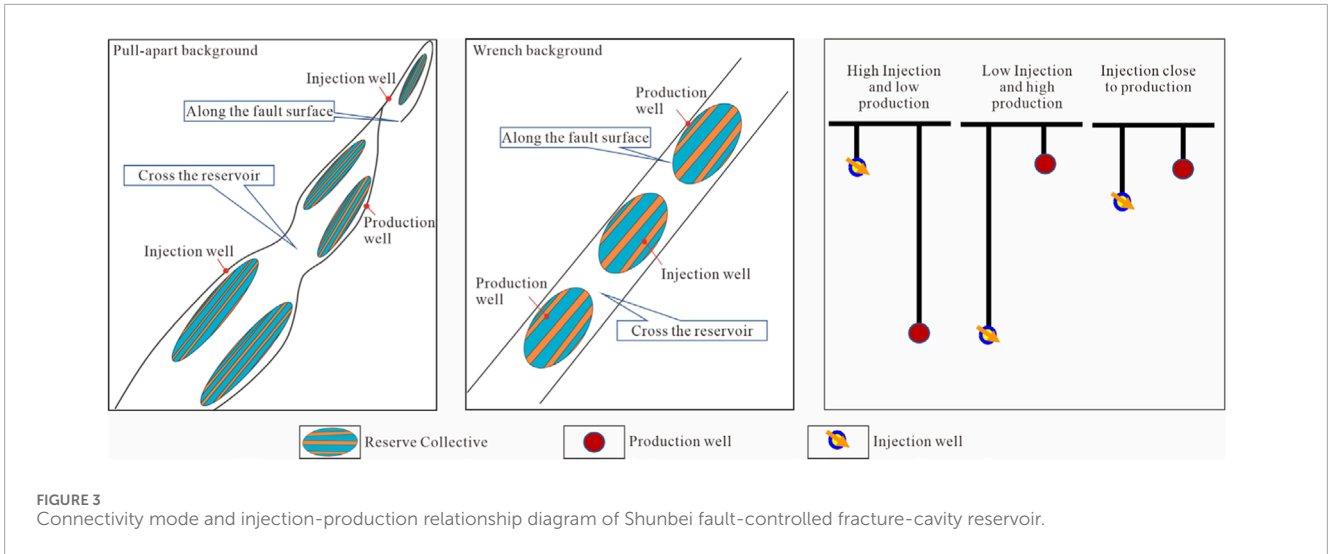 Pull-apart background
Injection well
Along the fault surface
Cross the reservoir
Production
well
Injection well
Wrench background
Production
well
Along the fault surface
Injection well
Production
well
Cross the reservoir
High Injection
and low
production
Low Injection
and high
production
Injection close
to production
Reserve Collective
Production well
Injection well
FIGURE 3
Connectivity mode and injection-production relationship diagram of Shunbei fault-controlled fracture-cavity reservoir.